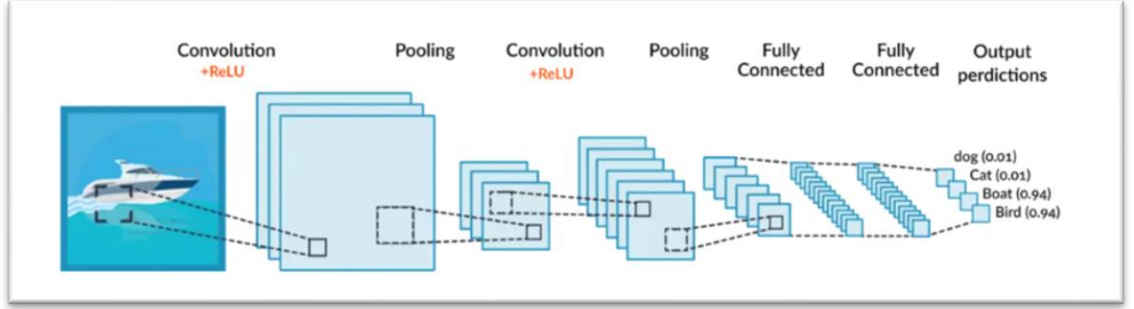 Convolution
+ReLU
Pooling
Convolution
+ReLU
Pooling
Fully
Connected
Fully
Connected
Output
perdictions
dog (0.01)
Cat (0.01)
Boat (0.94)
Bird (0.94)